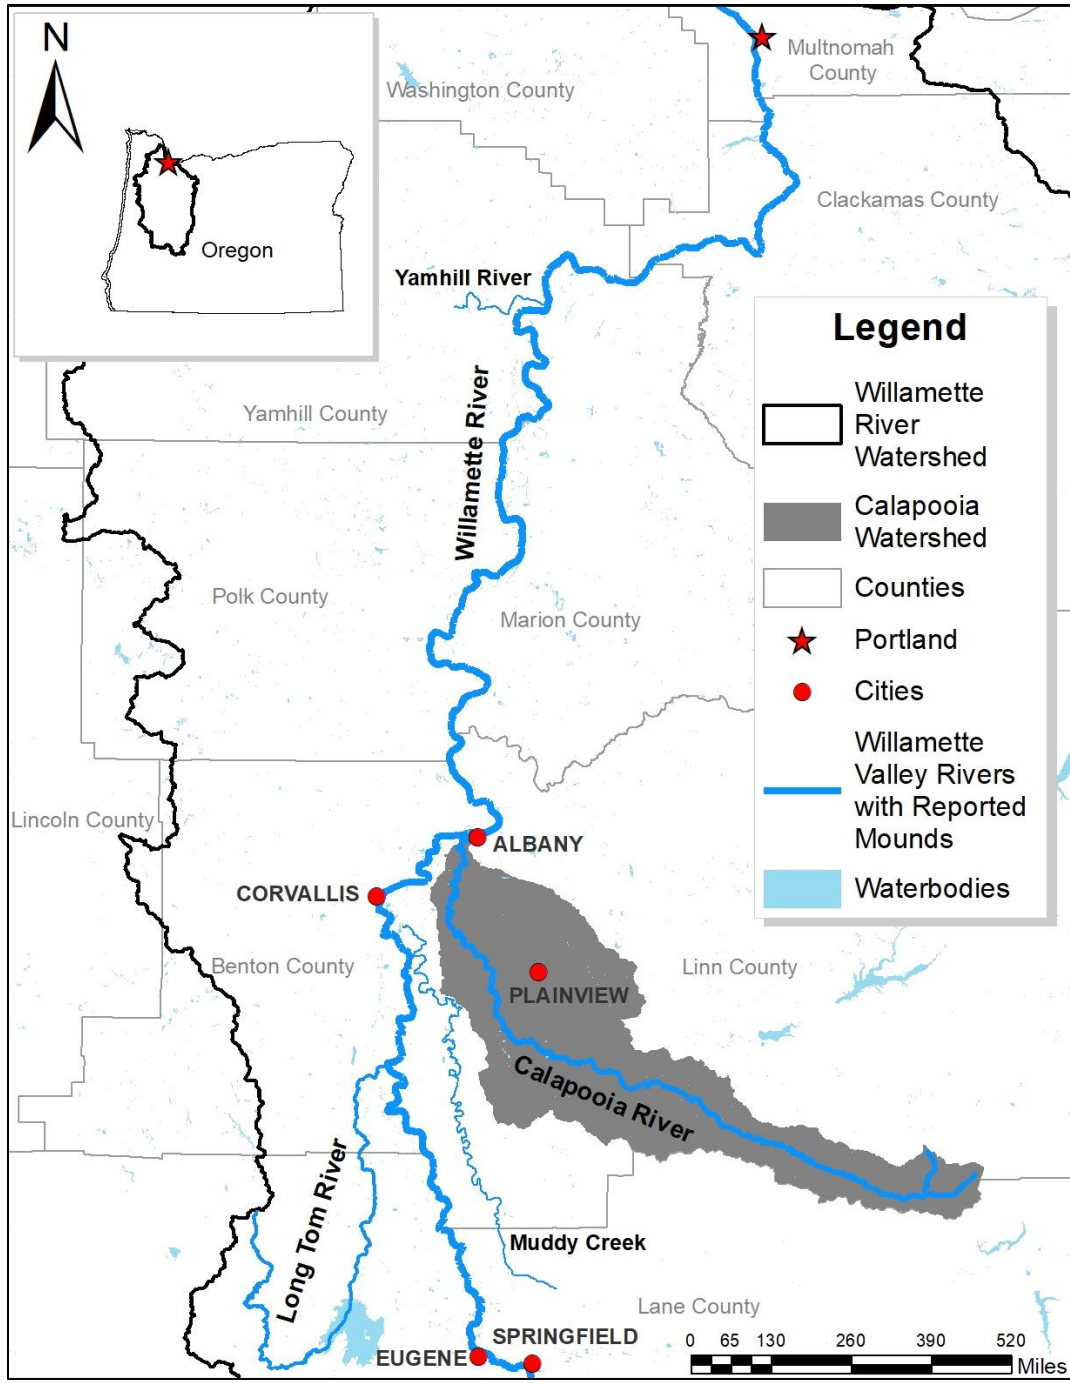 N
Oregon
Multnomah
County
Washington County
Clackamas County
Yamhill River
Legend
Willamette
River
Watershed
Calapooia
Watershed
Counties
Portland
Cities
Willamette
Valley Rivers
with Reported
Mounds
Waterbodies
Yamhill County
Willamette River
Polk County
Marion County
Lincoln County
ALBANY
CORVALLIS
Benton County
Linn County
PLAINVIEW
Calapooia River
Long Tom River
Muddy Creek
Lane County
SPRINGFIELD
EUGENE
0 65 130 260 390 520
Miles